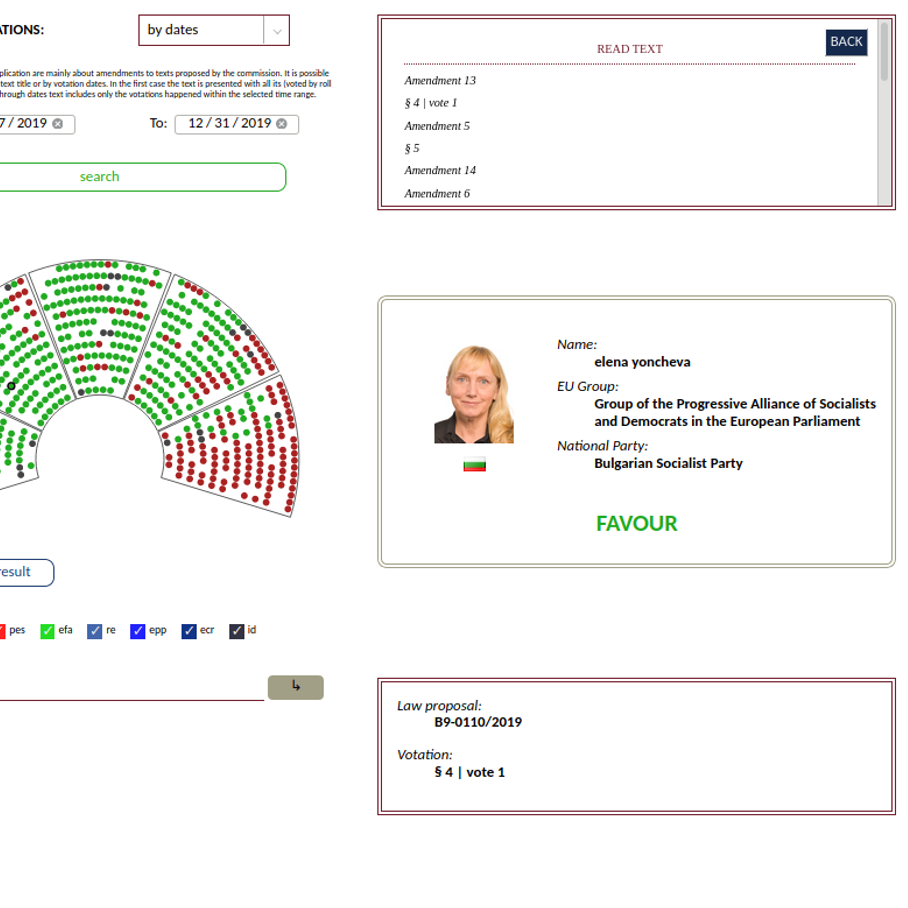 ATIONS:
by dates
plication are mainly about amendments to texts proposed by the commission. It is possible
text title or by votation dates. In the first case the text is presented with all its (voted by roll
hrough dates text includes only the votations happened within the selected time range.
7 / 2019
To: 12 / 31 / 2019
search
result
pes efa re epp ecr id
↳
BACK
READ TEXT
Amendment 13
§ 4 | vote 1
Amendment 5
§ 5
Amendment 14
Amendment 6
Name:
elena yoncheva
EU Group:
Group of the Progressive Alliance of Socialists
and Democrats in the European Parliament
National Party:
Bulgarian Socialist Party
FAVOUR
Law proposal:
B9-0110/2019
Votation:
§ 4 | vote 1